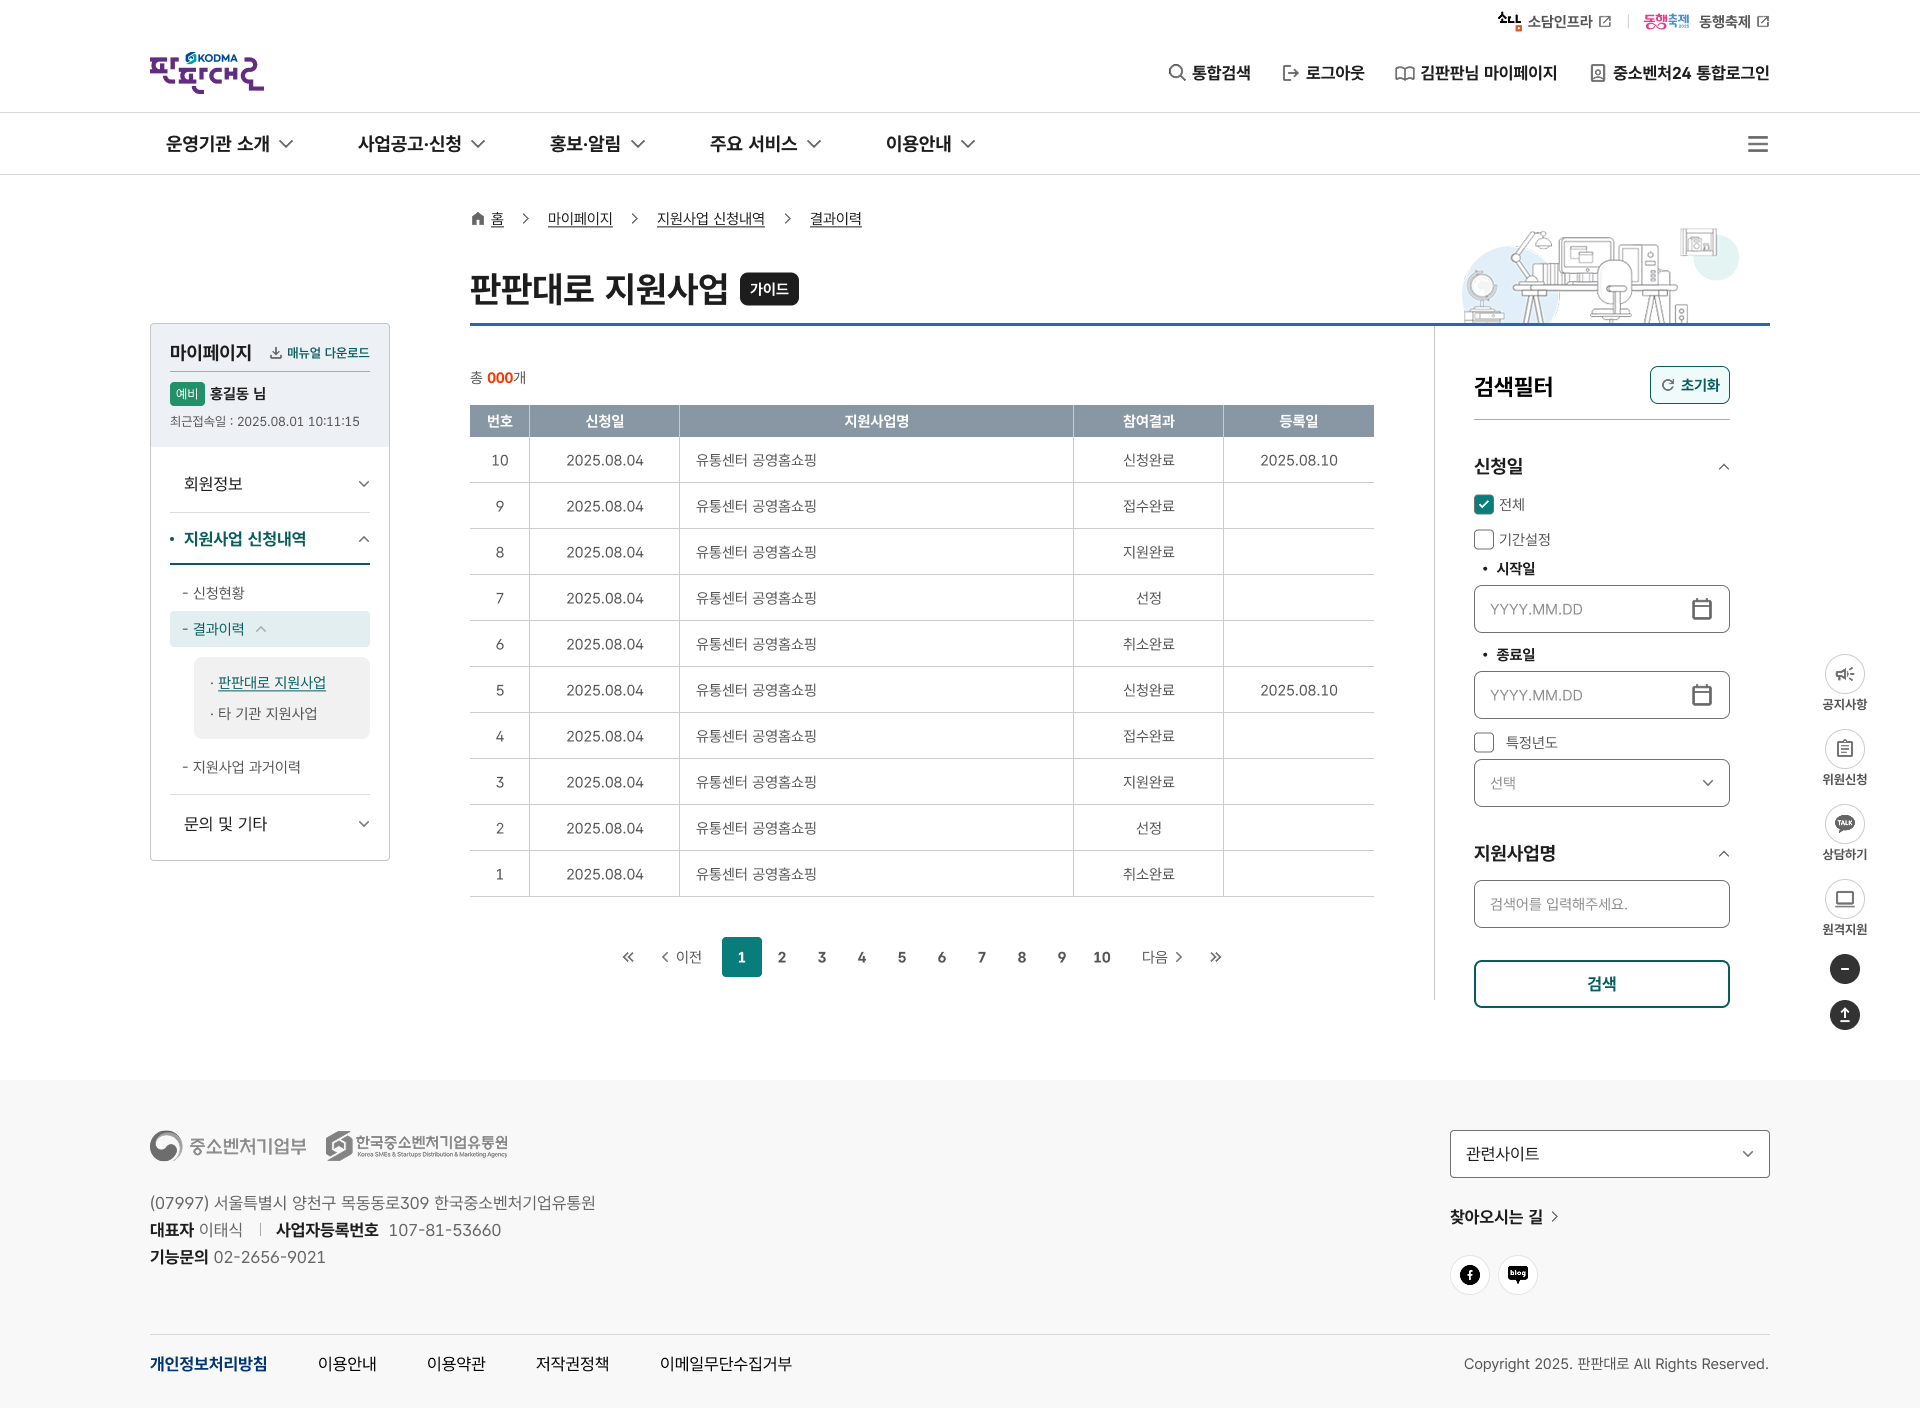 소담인프라
동행축제 2025 동행축제
KODMA
판판대로
통합검색
로그아웃
김판판님 마이페이지
중소벤처24 통합로그인
운영기관 소개
사업공고·신청
홍보·알림
주요 서비스
이용안내
홈 > 마이페이지 > 지원사업 신청내역 > 결과이력
판판대로 지원사업 가이드
마이페이지 매뉴얼 다운로드
예비 홍길동 님
최근접속일 : 2025.08.01 10:11:15
회원정보
• 지원사업 신청내역
- 신청현황
- 결과이력
· 판판대로 지원사업
· 타 기관 지원사업
- 지원사업 과거이력
문의 및 기타
총 000개
번호 신청일 지원사업명 참여결과 등록일
10 2025.08.04 유통센터 공영홈쇼핑 신청완료 2025.08.10
9 2025.08.04 유통센터 공영홈쇼핑 접수완료
8 2025.08.04 유통센터 공영홈쇼핑 지원완료
7 2025.08.04 유통센터 공영홈쇼핑 선정
6 2025.08.04 유통센터 공영홈쇼핑 취소완료
5 2025.08.04 유통센터 공영홈쇼핑 신청완료 2025.08.10
4 2025.08.04 유통센터 공영홈쇼핑 접수완료
3 2025.08.04 유통센터 공영홈쇼핑 지원완료
2 2025.08.04 유통센터 공영홈쇼핑 선정
1 2025.08.04 유통센터 공영홈쇼핑 취소완료
« < 이전 1 2 3 4 5 6 7 8 9 10 다음 > »
검색필터 초기화
신청일
전체
기간설정
• 시작일
YYYY.MM.DD
• 종료일
YYYY.MM.DD
특정년도
선택
지원사업명
검색어를 입력해주세요.
검색
공지사항
위원신청
TALK
상담하기
원격지원
중소벤처기업부
한국중소벤처기업유통원
Korea SMEs & Startups Distribution & Marketing Agency
(07997) 서울특별시 양천구 목동동로309 한국중소벤처기업유통원
대표자 이태식 | 사업자등록번호 107-81-53660
기능문의 02-2656-9021
관련사이트
찾아오시는 길 >
blog
개인정보처리방침
이용안내
이용약관
저작권정책
이메일무단수집거부
Copyright 2025. 판판대로 All Rights Reserved.